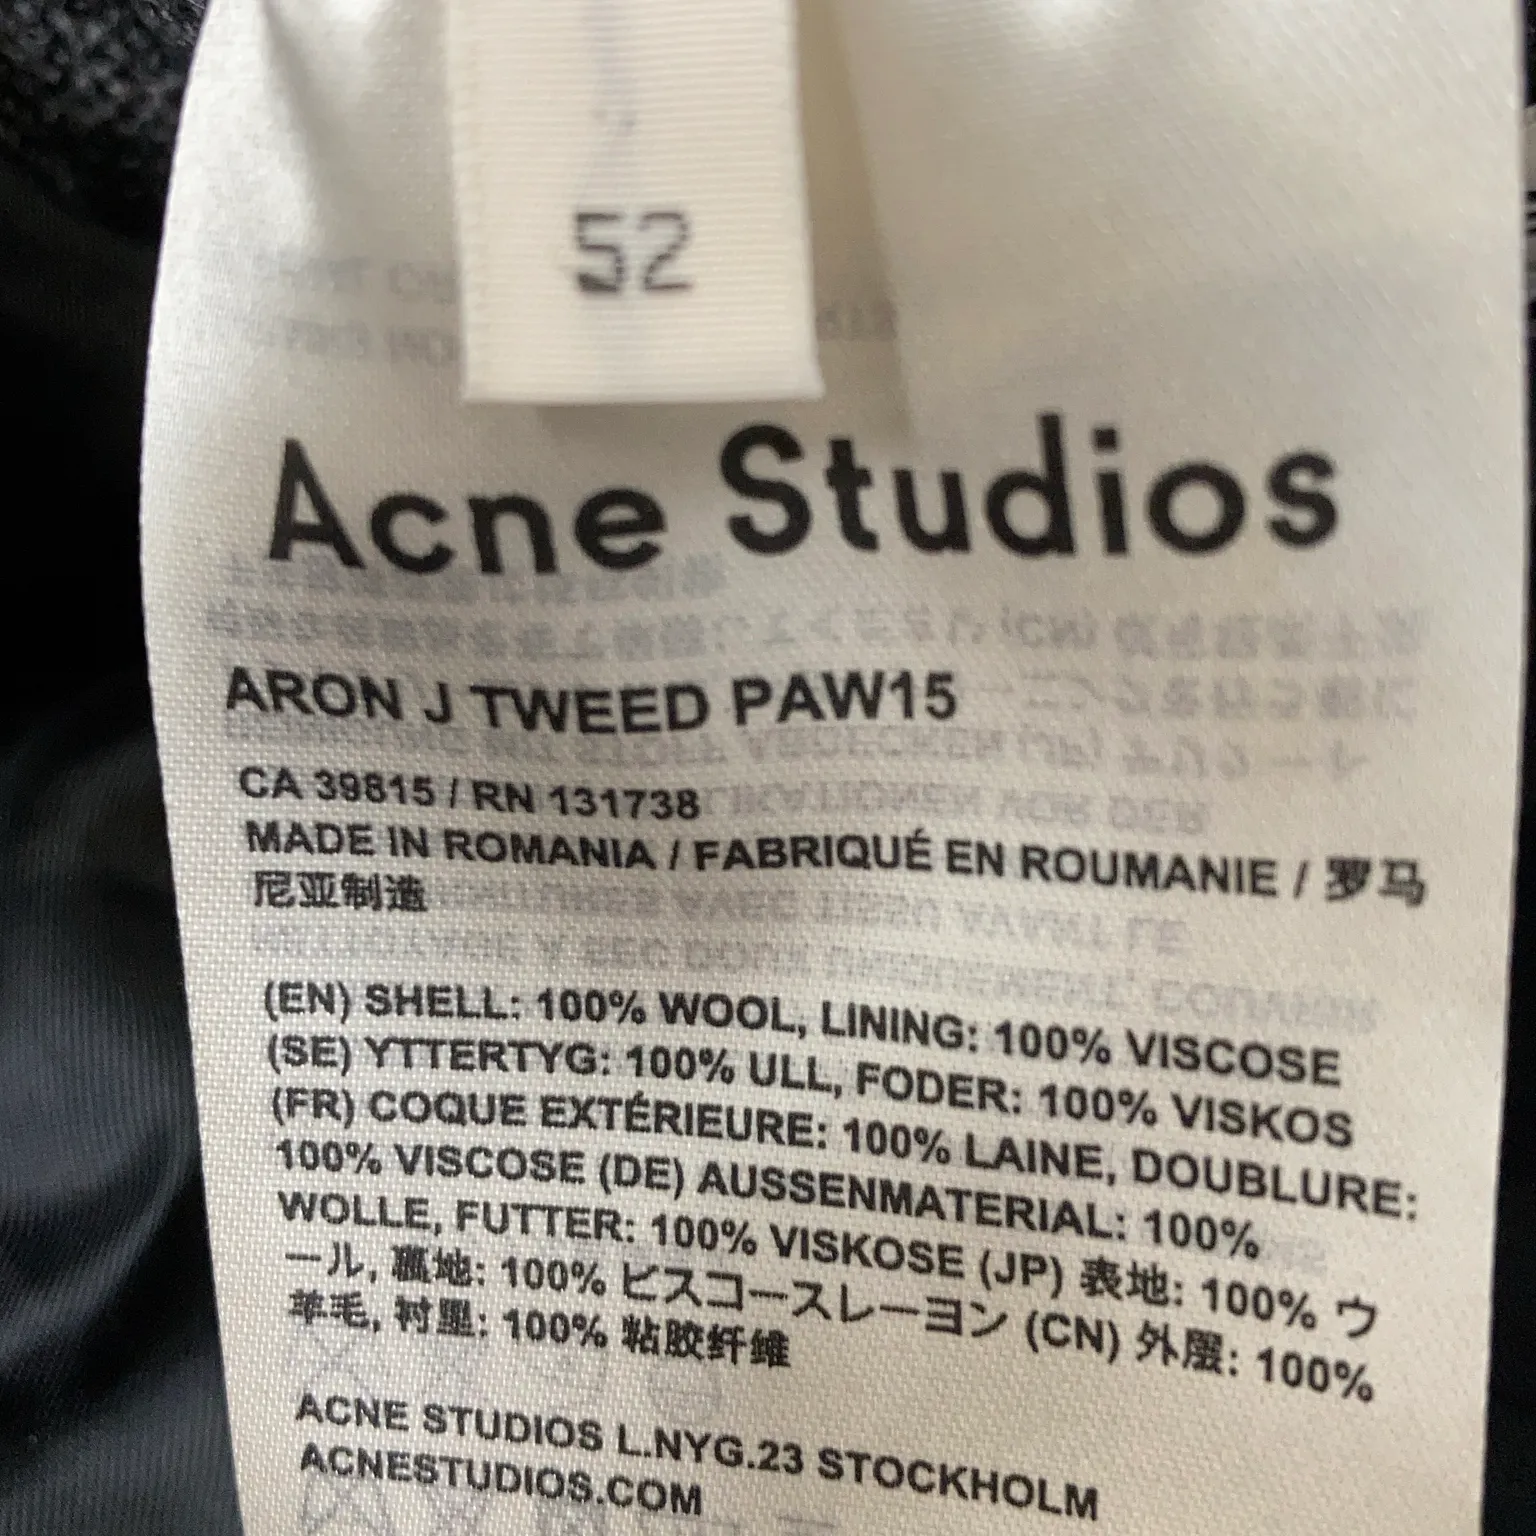 52
Acne Studios
ARON J TWEED PAW15
CA 39815 / RN 131738
MADE IN ROMANIA / FABRIQUÉ EN ROUMANIE / 罗马
尼亚制造
(EN) SHELL: 100% WOOL, LINING: 100% VISCOSE
(SE) YTTERTYG: 100% ULL, FODER: 100% VISKOS
(FR) COQUE EXTÉRIEURE: 100% LAINE, DOUBLURE:
100% VISCOSE (DE) AUSSENMATERIAL: 100%
WOLLE, FUTTER: 100% VISKOSE (JP) 表地: 100% ウ
ール, 裏地: 100% ビスコースレーヨン (CN) 外层: 100%
羊毛, 衬里: 100% 粘胶纤维
ACNE STUDIOS L.NYG.23 STOCKHOLM
ACNESTUDIOS.COM